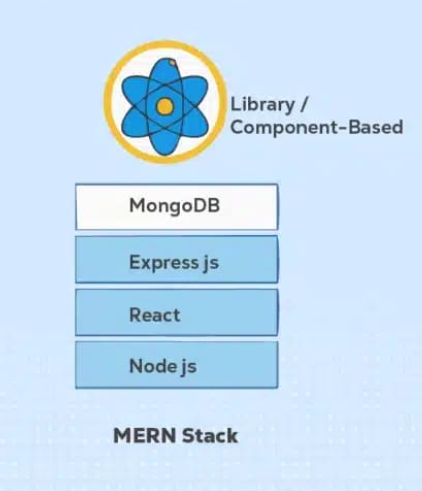 Library /
Component-Based
MongoDB
Express js
React
Node js
MERN Stack